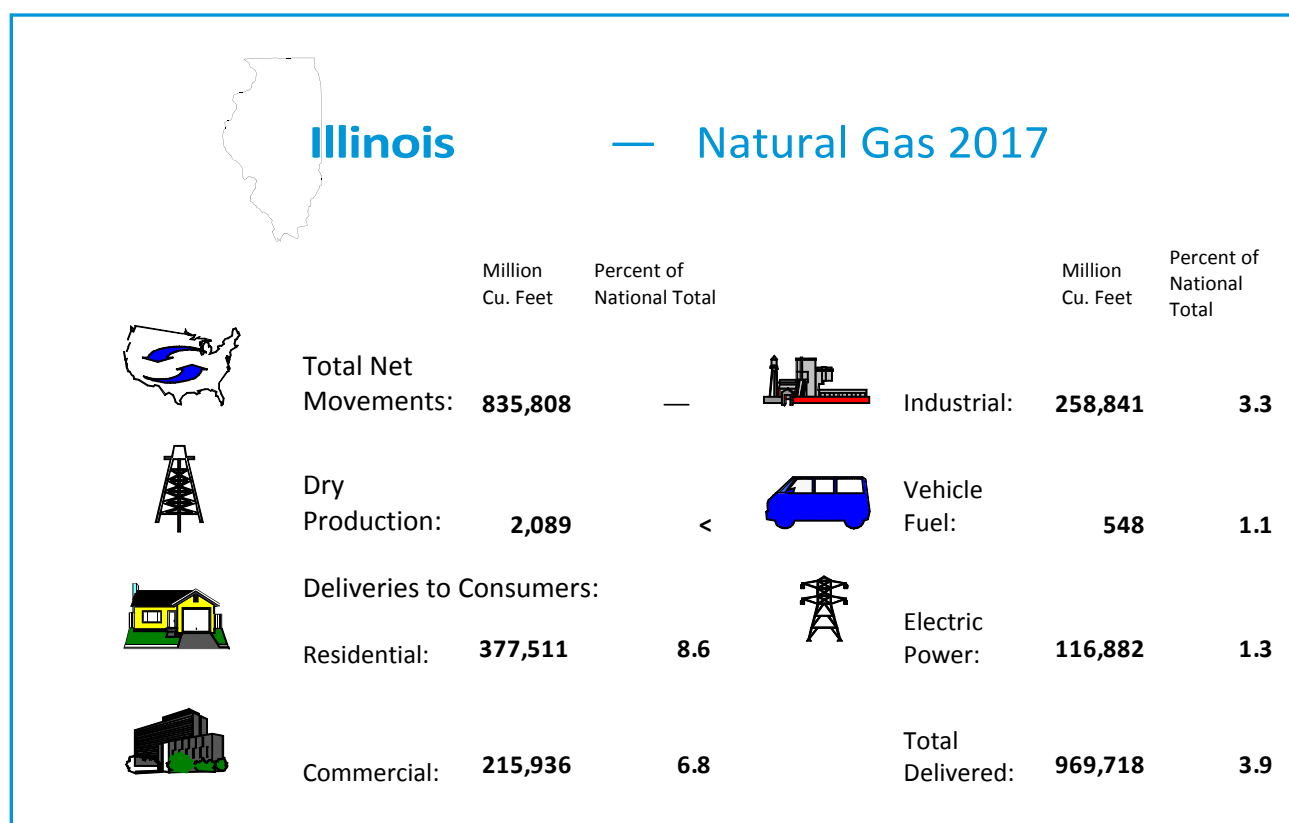 Illinois — Natural Gas 2017
Million
Cu. Feet
Percent of
National Total
Million
Cu. Feet
Percent of
National
Total
Total Net
Movements: 835,808 —
Industrial: 258,841 3.3
Dry
Production: 2,089 <
Vehicle
Fuel: 548 1.1
Deliveries to Consumers:
Residential: 377,511 8.6
Electric
Power: 116,882 1.3
Commercial: 215,936 6.8
Total
Delivered: 969,718 3.9